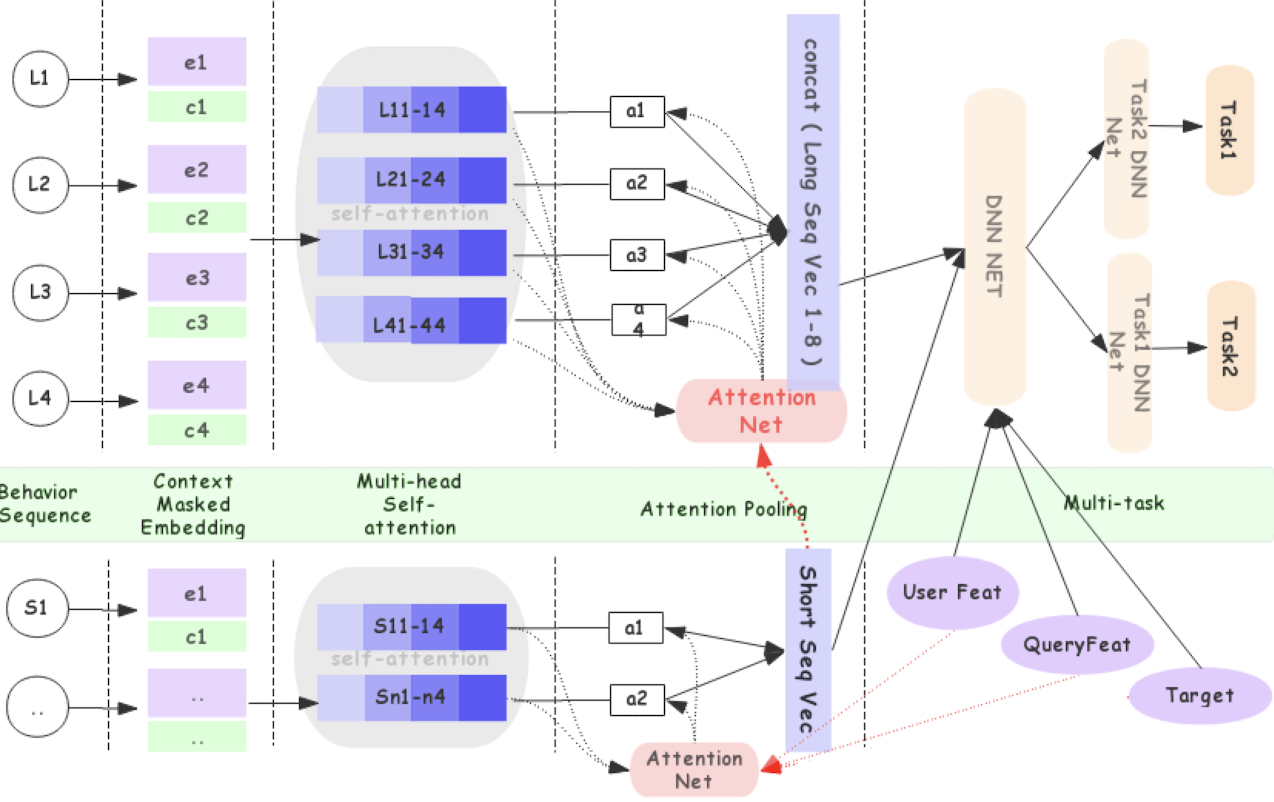 L1
e1
c1
L2
e2
c2
L3
e3
c3
L4
e4
c4
L11-14
L21-24
self-attention
L31-34
L41-44
a1
a2
a3
a
4
concat ( Long Seq Vec 1-8 )
Attention
Net
DNN NET
Task2 DNN
Net
Task1
Task1 DNN
Net
Task2
Behavior
Sequence
Context
Masked
Embedding
Multi-head
Self-
attention
Attention Pooling
Multi-task
S1
e1
c1
..
..
..
S11-14
self-attention
Sn1-n4
a1
a2
Short Seq Vec
Attention
Net
User Feat
QueryFeat
Target